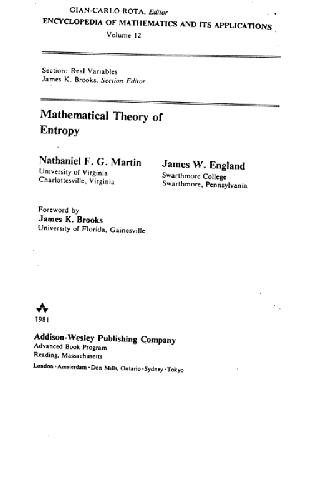 GIAN-CARLO ROTA, Editor
ENCYCLOPEDIA OF MATHEMATICS AND ITS APPLICATIONS
Volume 12
Section: Real Variables
James K. Brooks, Section Editor
Mathematical Theory of
Entropy
Nathaniel F. G. Martin
University of Virginia
Charlottesville, Virginia
James W. England
Swarthmore College
Swarthmore, Pennsylvania
Foreword by
James K. Brooks
University of Florida, Gainesville
1981
Addison-Wesley Publishing Company
Advanced Book Program
Reading, Massachusetts
London · Amsterdam · Don Mills, Ontario · Sydney · Tokyo